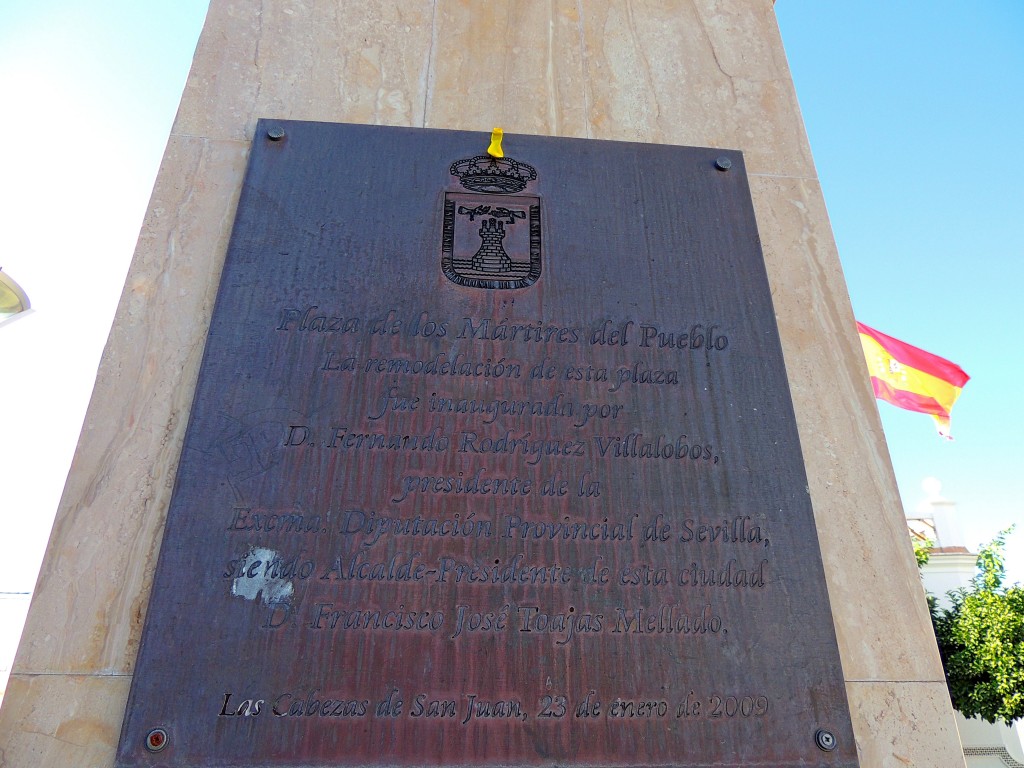 Plaza de los Mártires del Pueblo
La remodelación de esta plaza
fue inaugurada por
D. Fernando Rodríguez Villalobos,
presidente de la
Excma. Diputación Provincial de Sevilla,
siendo Alcalde-Presidente de esta ciudad
D. Francisco José Toajas Mellado.
Las Cabezas de San Juan, 23 de enero de 2009